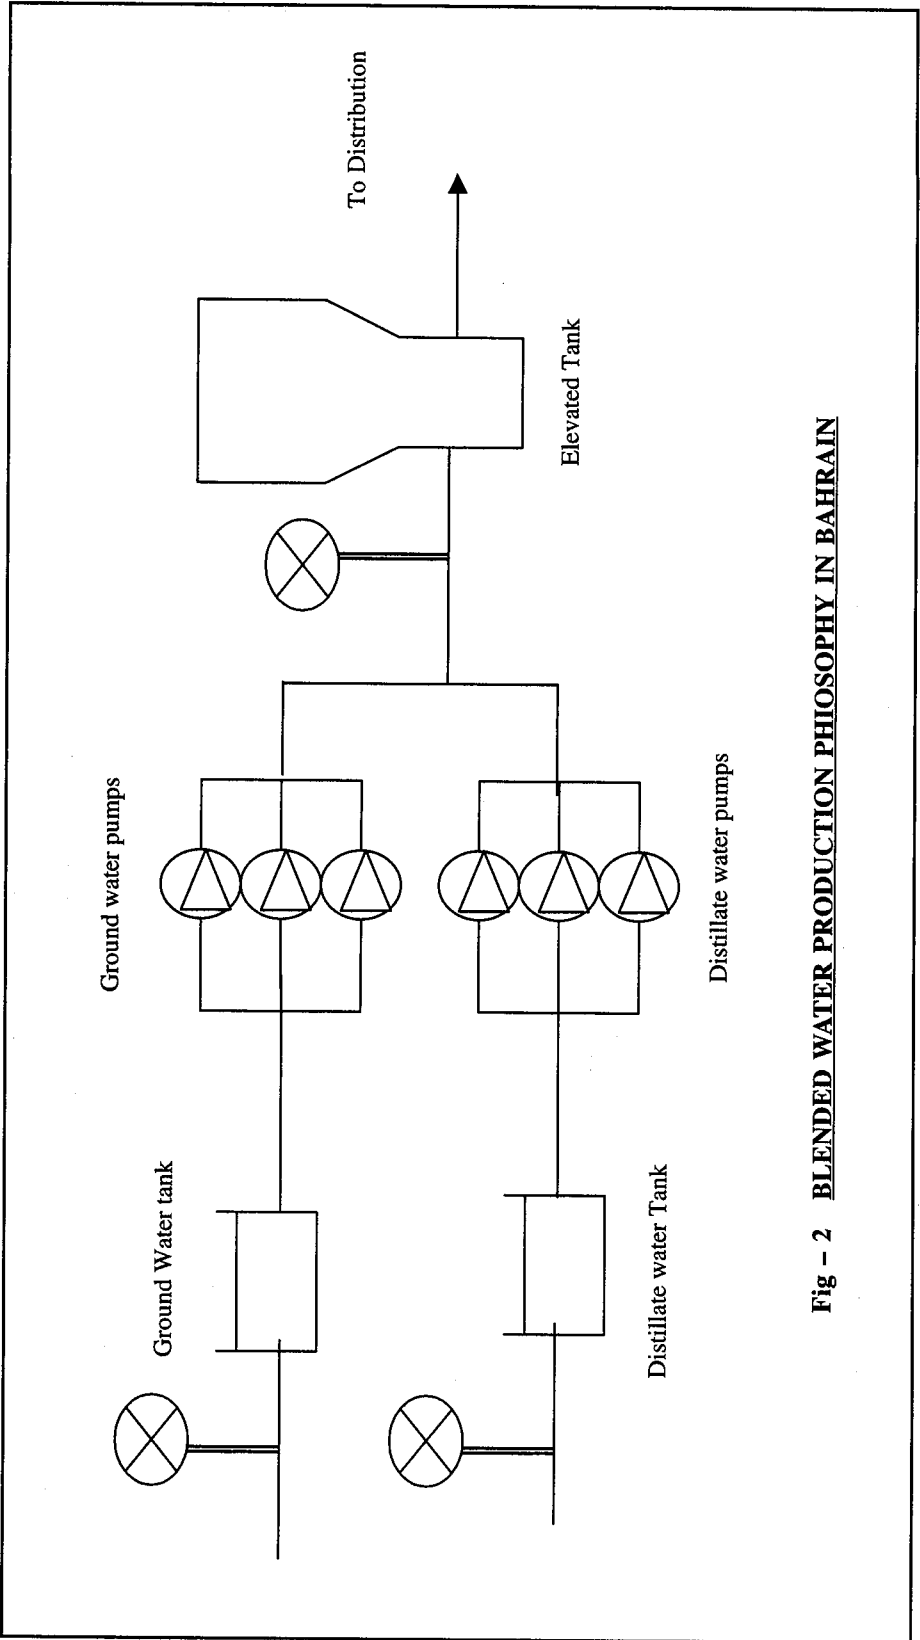 Ground water pumps
Ground Water tank
To Distribution
Elevated Tank
Distillate water pumps
Distillate water Tank
Fig – 2 BLENDED WATER PRODUCTION PHIOSOPHY IN BAHRAIN